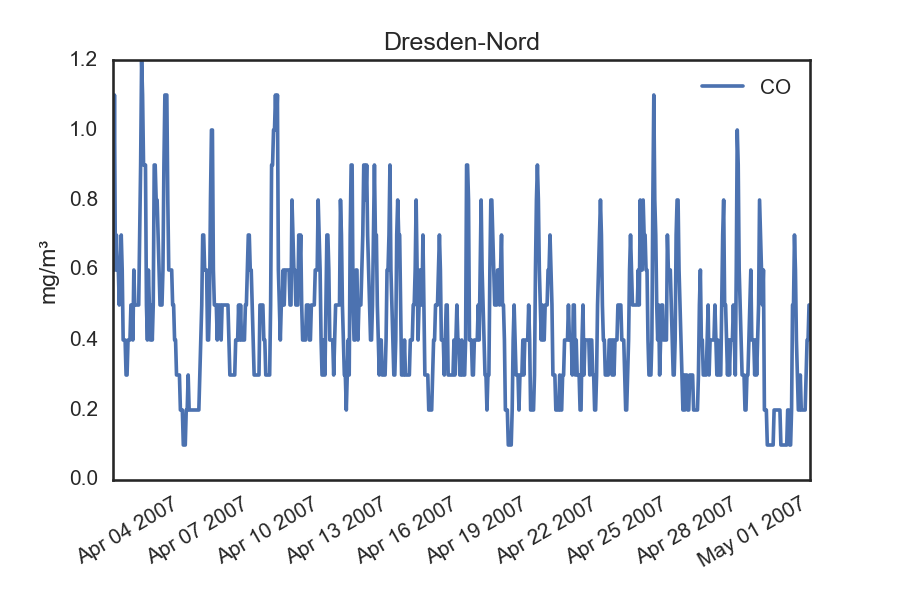 Dresden-Nord
CO
mg/m³
1.2
1.0
0.8
0.6
0.4
0.2
0.0
Apr 04 2007
Apr 07 2007
Apr 10 2007
Apr 13 2007
Apr 16 2007
Apr 19 2007
Apr 22 2007
Apr 25 2007
Apr 28 2007
May 01 2007